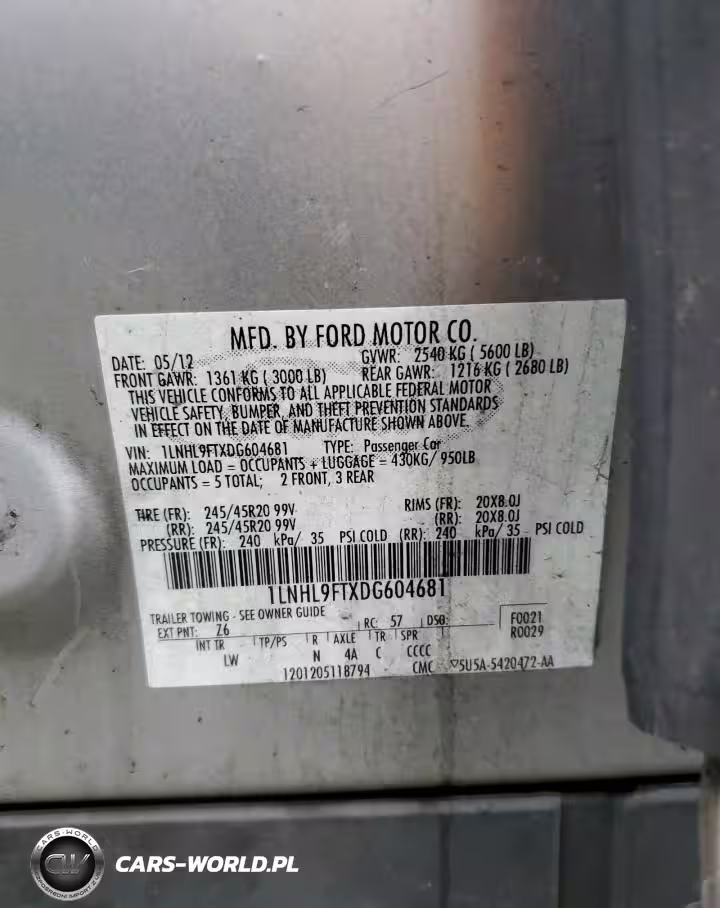 MFD. BY FORD MOTOR CO.
DATE: 05/12 GVWR: 2540 KG ( 5600 LB)
FRONT GAWR: 1361 KG ( 3000 LB) REAR GAWR: 1216 KG ( 2680 LB)
THIS VEHICLE CONFORMS TO ALL APPLICABLE FEDERAL MOTOR
VEHICLE SAFETY, BUMPER, AND THEFT PREVENTION STANDARDS
IN EFFECT ON THE DATE OF MANUFACTURE SHOWN ABOVE.
VIN: 1LNHL9FTXDG604681 TYPE: Passenger Car
MAXIMUM LOAD = OCCUPANTS + LUGGAGE = 430KG/ 950LB
OCCUPANTS = 5 TOTAL; 2 FRONT, 3 REAR
TIRE (FR): 245/45R20 99V RIMS (FR): 20X8.0J
(RR): 245/45R20 99V (RR): 20X8.0J
PRESSURE (FR): 240 kPa/ 35 PSI COLD (RR): 240 kPa/ 35 PSI COLD
1LNHL9FTXDG604681
TRAILER TOWING - SEE OWNER GUIDE
EXT PNT: Z6 RC: 57 DSO: F0021
R0029
INT TR TP/PS R AXLE TR SPR
LW N 4A C CCCC
1201205118794 CMC 5U5A-5420472-AA
CARS-WORLD
CW
CARS-WORLD.PL